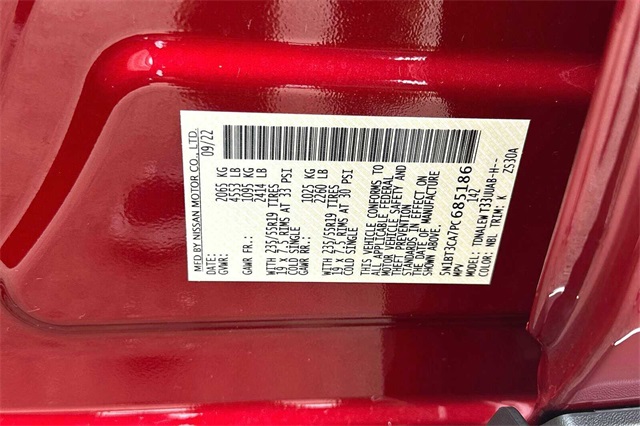 MFD BY NISSAN MOTOR CO., LTD.
DATE: 09/22
GVWR: 2065 KG
4553 LB
GAWR FR.: 1095 KG
2414 LB
WITH 235/55R19 TIRES
19 X 7.5 RIMS AT 33 PSI
COLD SINGLE
GAWR RR.: 1025 KG
2260 LB
WITH 235/55R19 TIRES
19 X 7.5 RIMS AT 30 PSI
COLD SINGLE
THIS VEHICLE CONFORMS TO
ALL APPLICABLE FEDERAL
MOTOR VEHICLE SAFETY AND
THEFT PREVENTION
STANDARDS IN EFFECT ON
THE DATE OF MANUFACTURE
SHOWN ABOVE.
5N1BT3CA7PC685186
MPV 142
MODEL: T33UUAB-H--
COLOR: NBL TRIM: K ZS30A